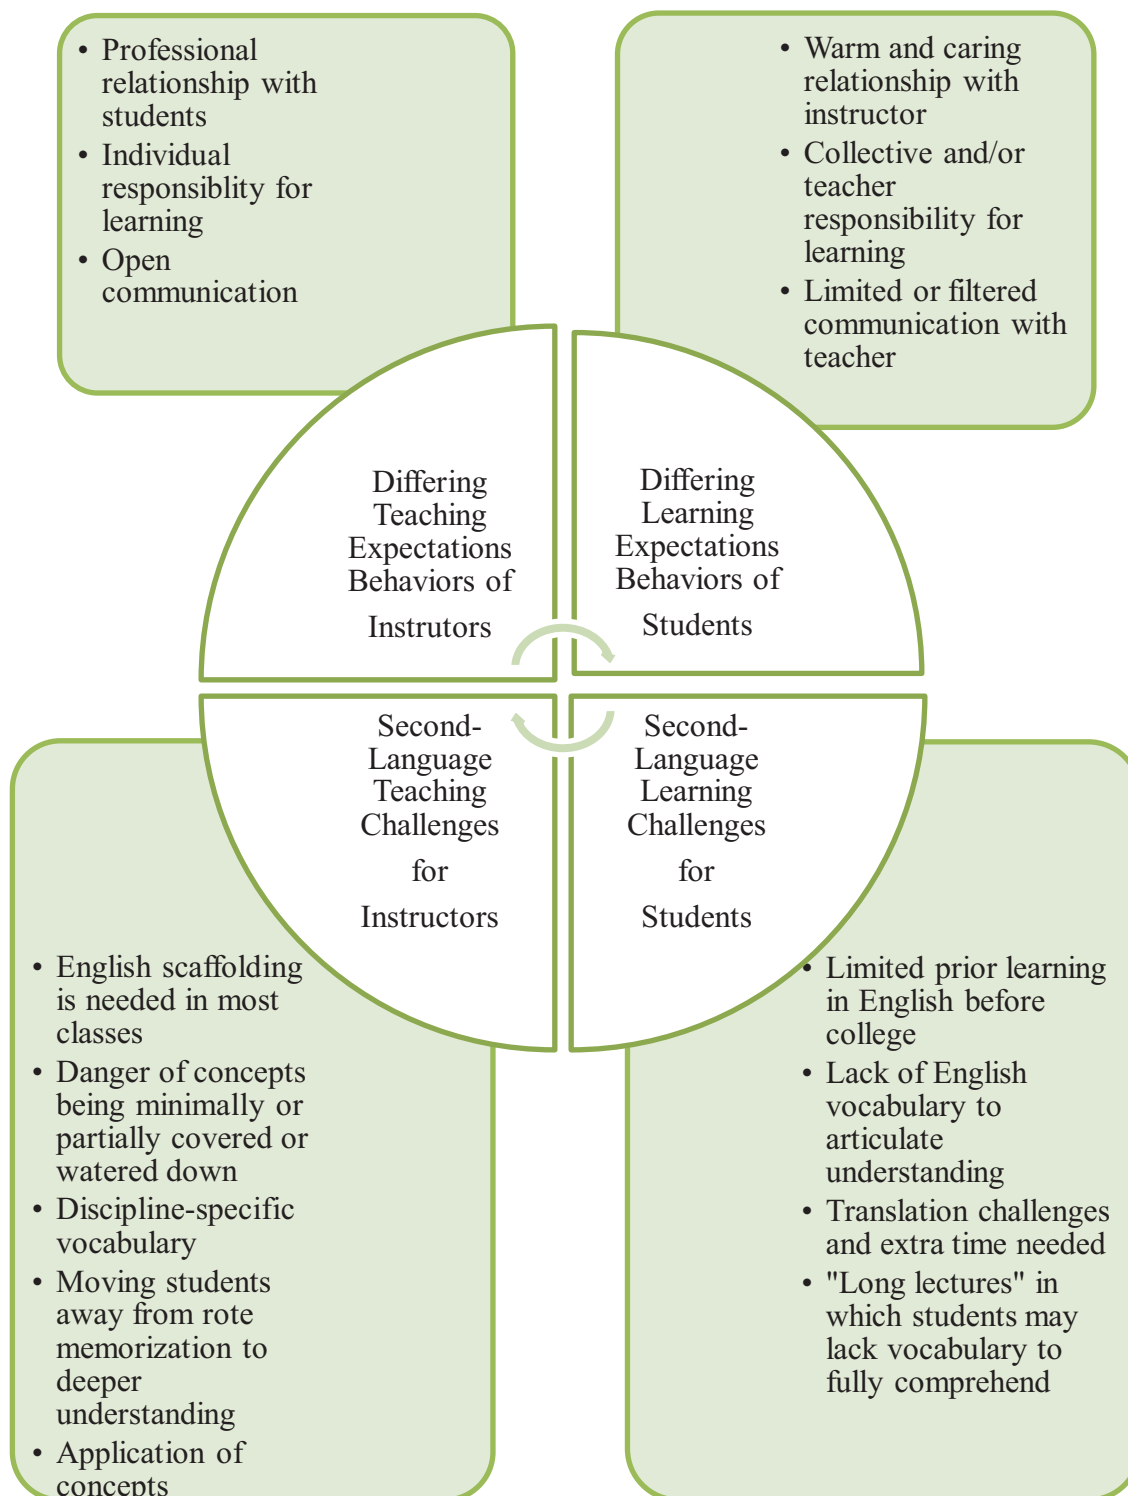 • Professional
relationship with
students
• Individual
responsiblity for
learning
• Open
communication
• Warm and caring
relationship with
instructor
• Collective and/or
teacher
responsibility for
learning
• Limited or filtered
communication with
teacher
Differing
Teaching
Expectations
Behaviors of
Instrutors
Differing
Learning
Expectations
Behaviors of
Students
Second-
Language
Teaching
Challenges
for
Instructors
Second-
Language
Learning
Challenges
for
Students
• English scaffolding
is needed in most
classes
• Danger of concepts
being minimally or
partially covered or
watered down
• Discipline-specific
vocabulary
• Moving students
away from rote
memorization to
deeper
understanding
• Application of
concepts
• Limited prior learning
in English before
college
• Lack of English
vocabulary to
articulate
understanding
• Translation challenges
and extra time needed
• "Long lectures" in
which students may
lack vocabulary to
fully comprehend